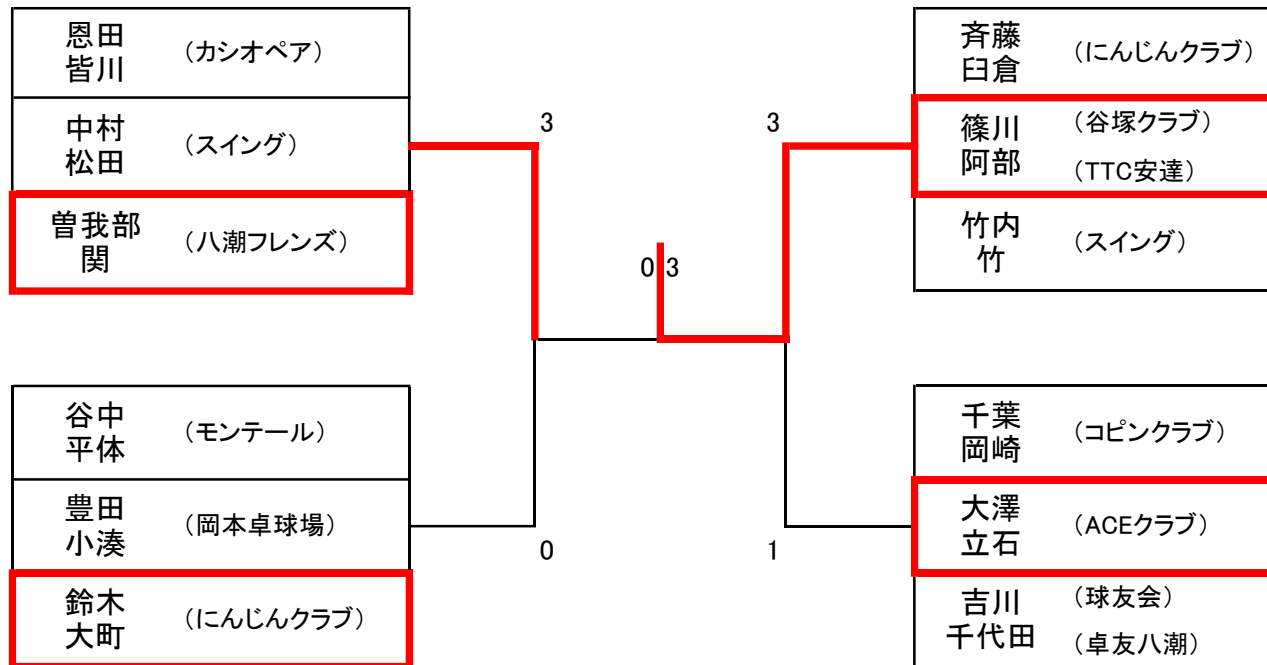 恩田
皆川
（カシオペア）
中村
松田
（スイング）
曽我部
関
（八潮フレンズ）
3
谷中
平体
（モンテール）
豊田
小湊
（岡本卓球場）
鈴木
大町
（にんじんクラブ）
0
0 3
斉藤
臼倉
（にんじんクラブ）
3
篠川
阿部
（谷塚クラブ）
（TTC安達）
竹内
竹
（スイング）
千葉
岡崎
（コピンクラブ）
大澤
立石
（ACEクラブ）
1
吉川
千代田
（球友会）
（卓友八潮）